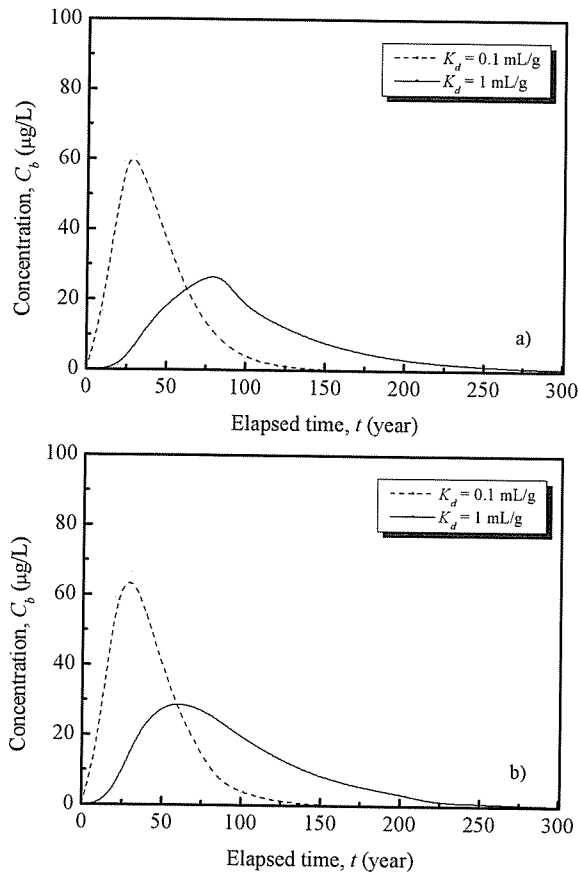 100
80
60
40
20
0
Concentration, C_b (µg/L)
K_d = 0.1 mL/g
K_d = 1 mL/g
a)
0 50 100 150 200 250 300
Elapsed time, t (year)
100
80
60
40
20
0
Concentration, C_b (µg/L)
K_d = 0.1 mL/g
K_d = 1 mL/g
b)
0 50 100 150 200 250 300
Elapsed time, t (year)